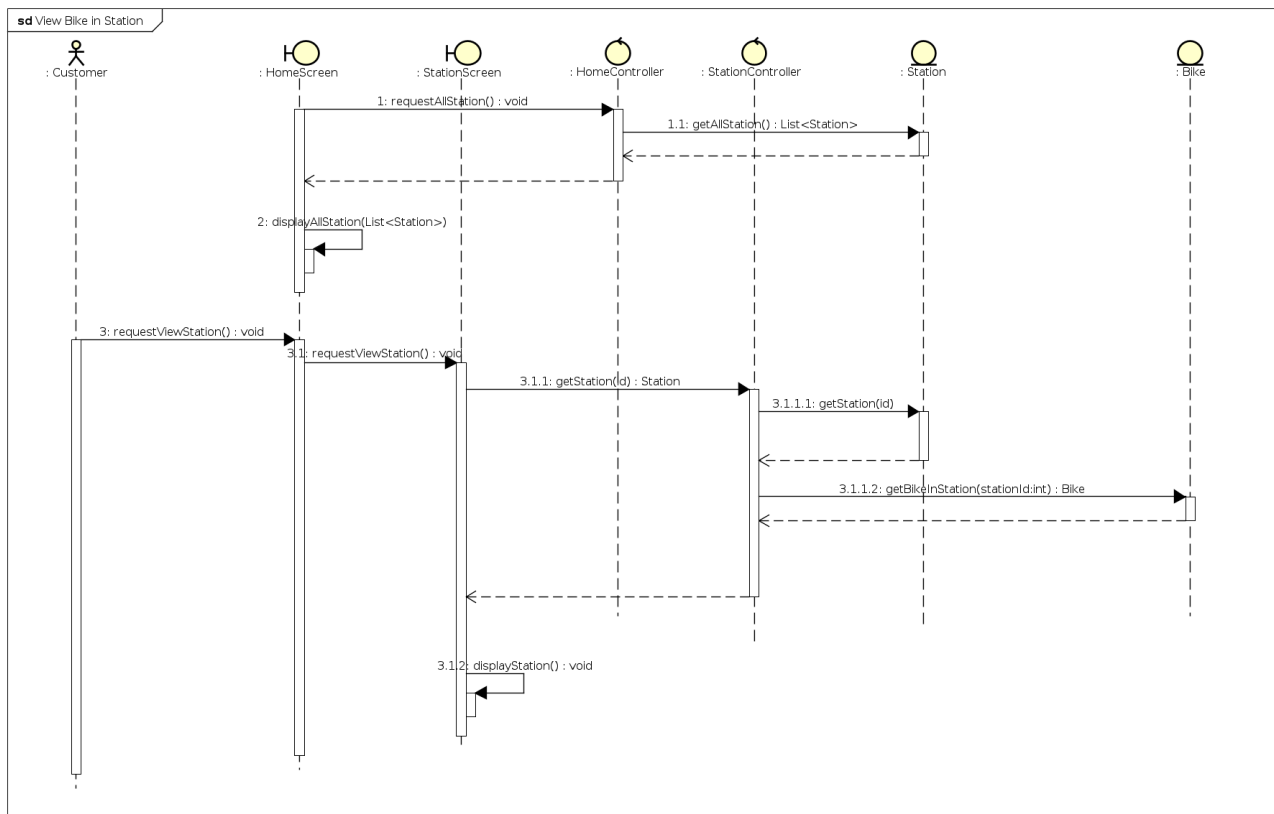 sd View Bike in Station
: Customer
: HomeScreen
: StationScreen
: HomeController
: StationController
: Station
: Bike
1: requestAllStation() : void
1.1: getAllStation() : List<Station>
2: displayAllStation(List<Station>)
3: requestViewStation() : void
3.1: requestViewStation() : void
3.1.1: getStation(id) : Station
3.1.1.1: getStation(id)
3.1.1.2: getBikeInStation(stationId:int) : Bike
3.1.2: displayStation() : void